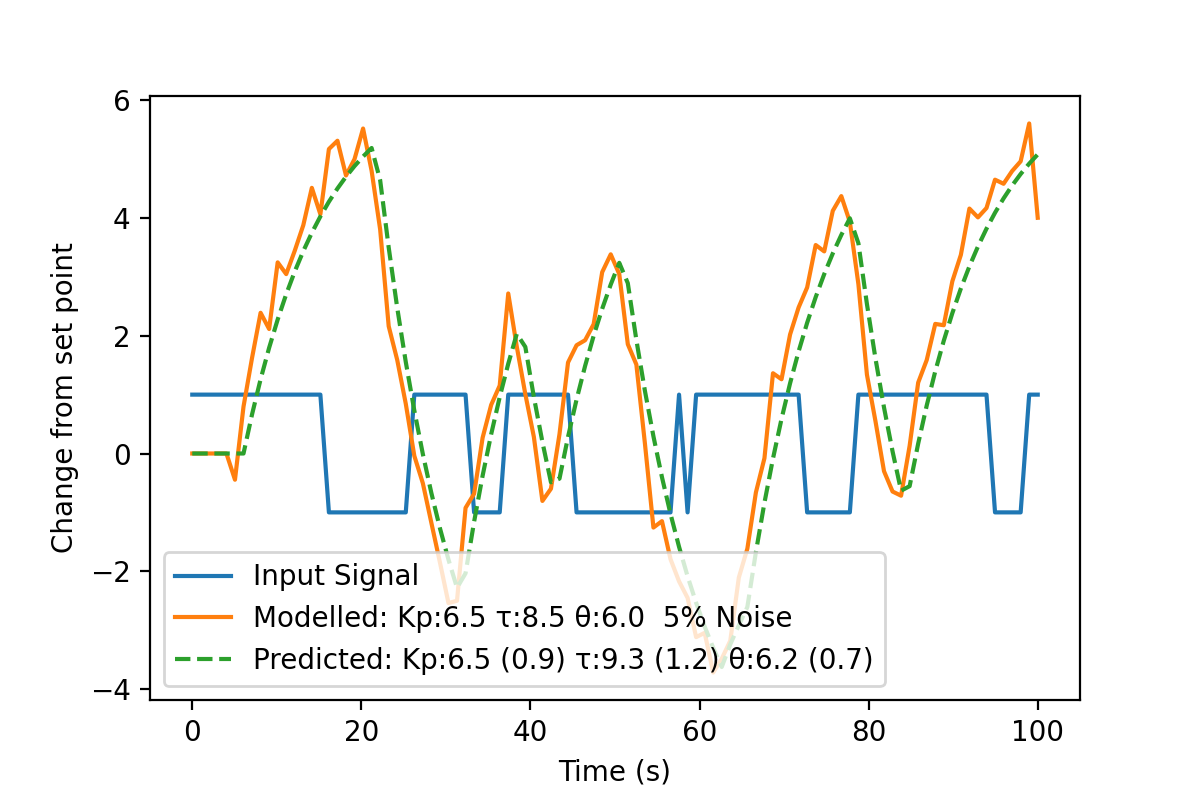 6
4
2
0
−2
−4
Change from set point
Input Signal
Modelled: Kp:6.5 τ:8.5 θ:6.0  5% Noise
Predicted: Kp:6.5 (0.9) τ:9.3 (1.2) θ:6.2 (0.7)
0 20 40 60 80 100
Time (s)